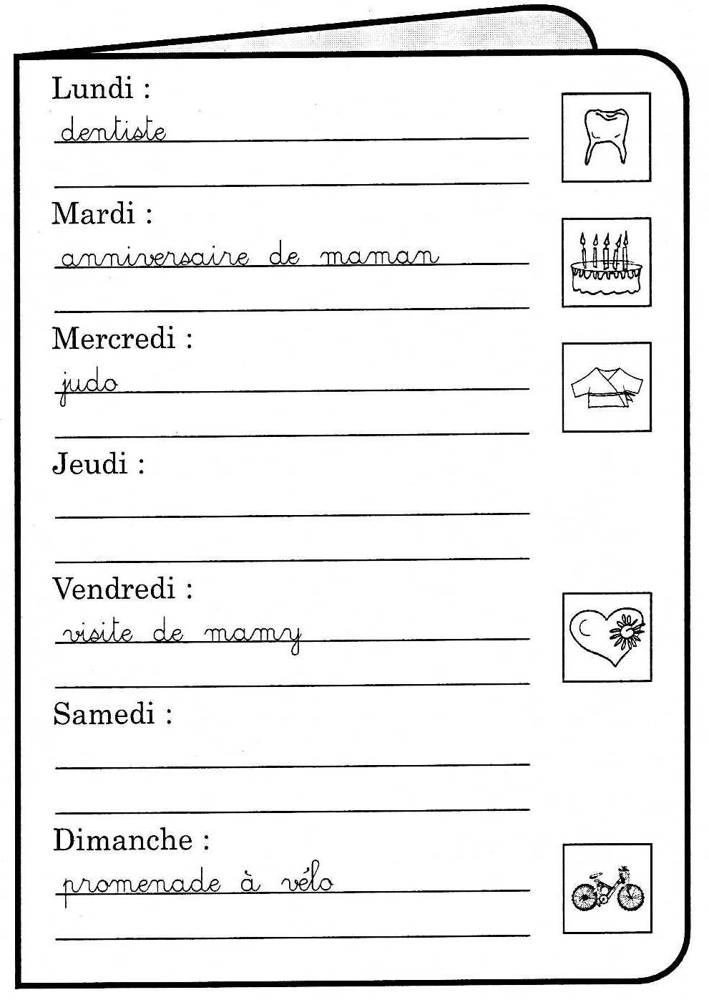 Lundi :
dentiste
Mardi :
anniversaire de maman
Mercredi :
judo
Jeudi :
Vendredi :
visite de mamy
Samedi :
Dimanche :
promenade à vélo